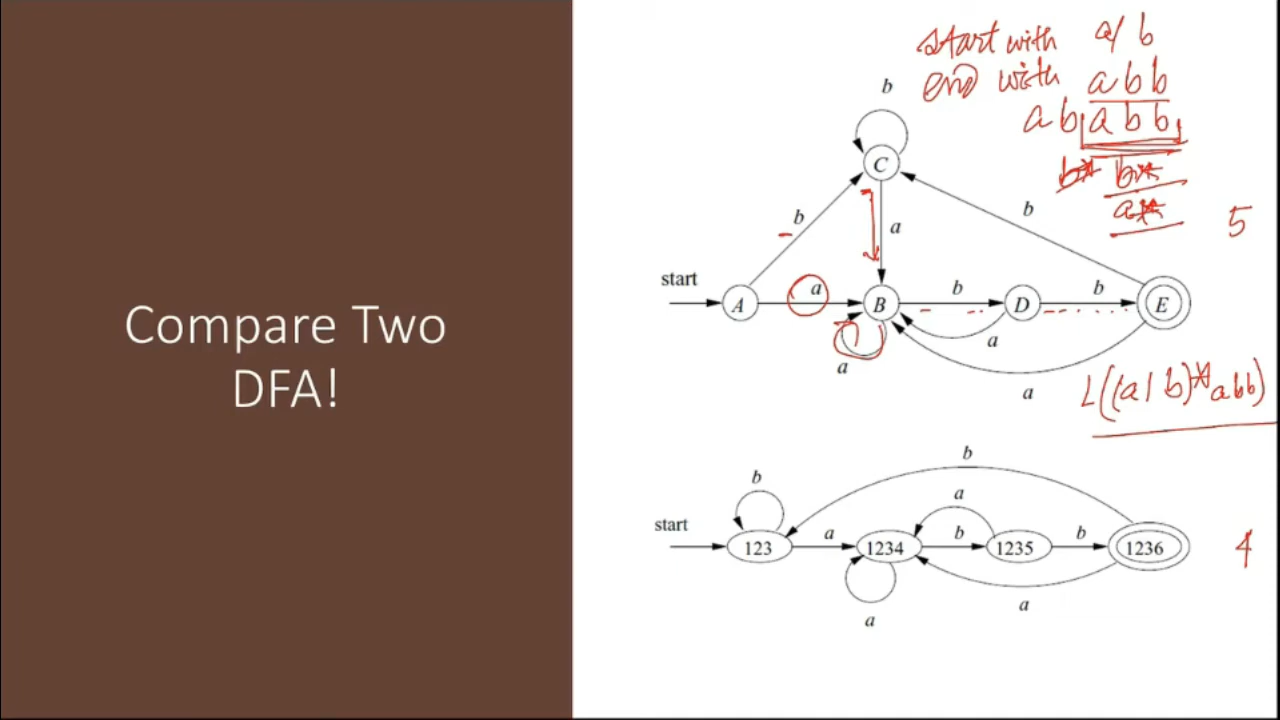 Compare Two
DFA!
start with a/b
end with abb
ab abb
b*
b*
a*
5
b
C
b
a
b
start
A
a
B
b
D
b
E
a
a
a
L((a|b)*abb)
b
b
a
start
123
a
1234
b
1235
b
1236
4
a
a